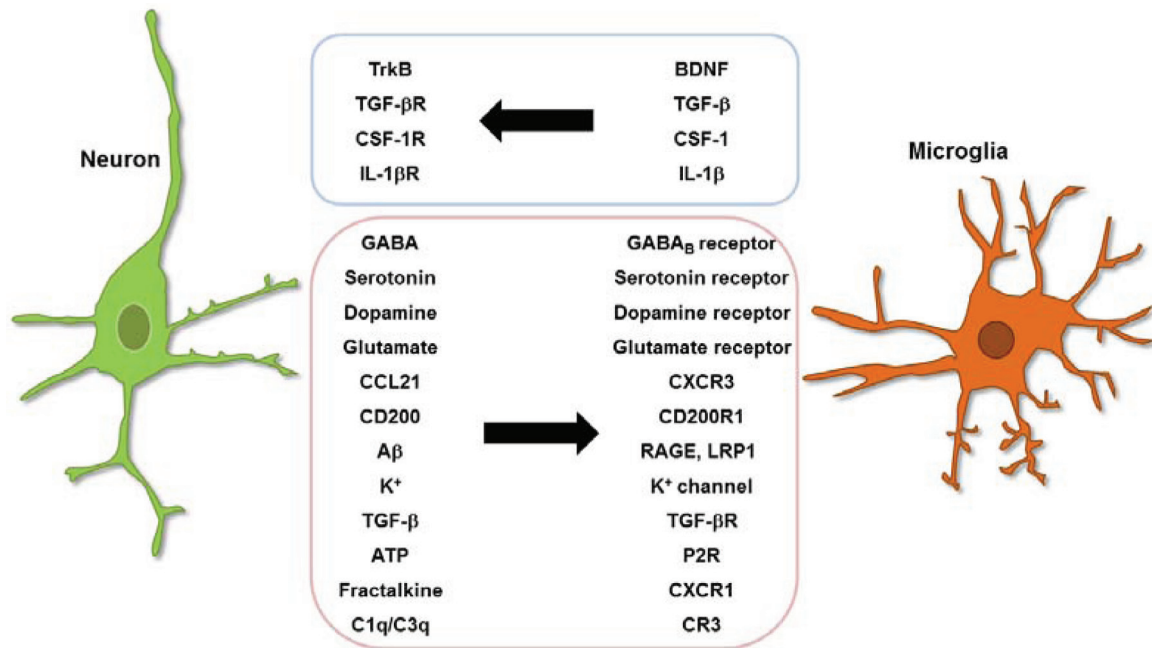 Neuron
TrkB BDNF
TGF-βR TGF-β
CSF-1R CSF-1
IL-1βR IL-1β
Microglia
GABA GABA_B receptor
Serotonin Serotonin receptor
Dopamine Dopamine receptor
Glutamate Glutamate receptor
CCL21 CXCR3
CD200 CD200R1
Aβ RAGE, LRP1
K⁺ K⁺ channel
TGF-β TGF-βR
ATP P2R
Fractalkine CXCR1
C1q/C3q CR3